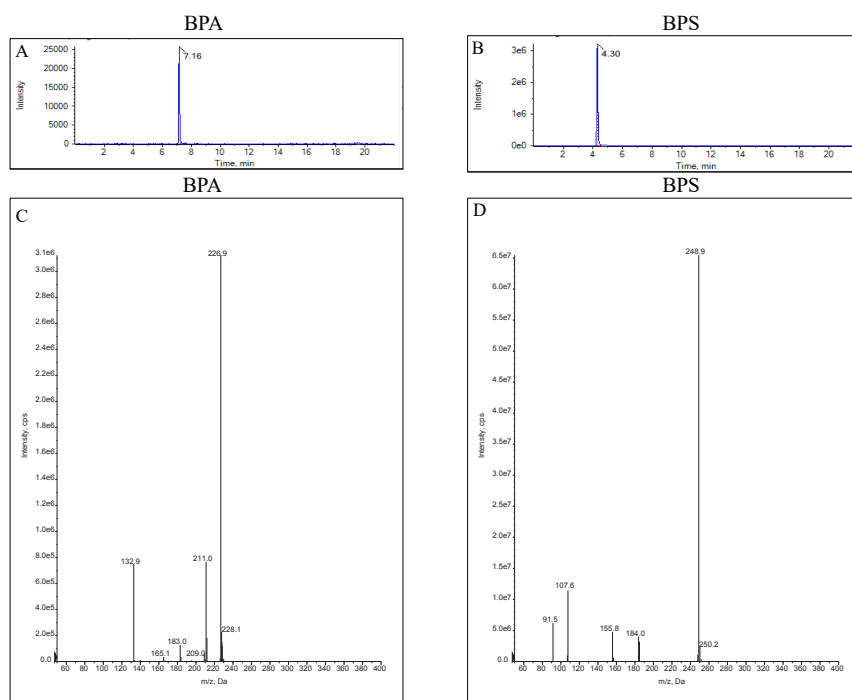 BPA
BPS
A
25000
20000
15000
10000
5000
0
Intensity
7.16
2 4 6 8 10 12 14 16 18 20
Time, min
B
3e6
2e6
1e6
0e0
Intensity
4.30
2 4 6 8 10 12 14 16 18 20
Time, min
BPA
BPS
C
3.1e6
3.0e6
2.8e6
2.6e6
2.4e6
2.2e6
2.0e6
1.8e6
1.6e6
1.4e6
1.2e6
1.0e6
8.0e5
6.0e5
4.0e5
2.0e5
0.0
Intensity, cps
226.9
211.0
132.9
228.1
183.0
209.0
165.1
60 80 100 120 140 160 180 200 220 240 260 280 300 320 340 360 380 400
m/z, Da
D
6.5e7
6.0e7
5.5e7
5.0e7
4.5e7
4.0e7
3.5e7
3.0e7
2.5e7
2.0e7
1.5e7
1.0e7
5.0e6
0.0
Intensity, cps
248.9
107.6
91.5
155.8
184.0
250.2
60 80 100 120 140 160 180 200 220 240 260 280 300 320 340 360 380 400
m/z, Da